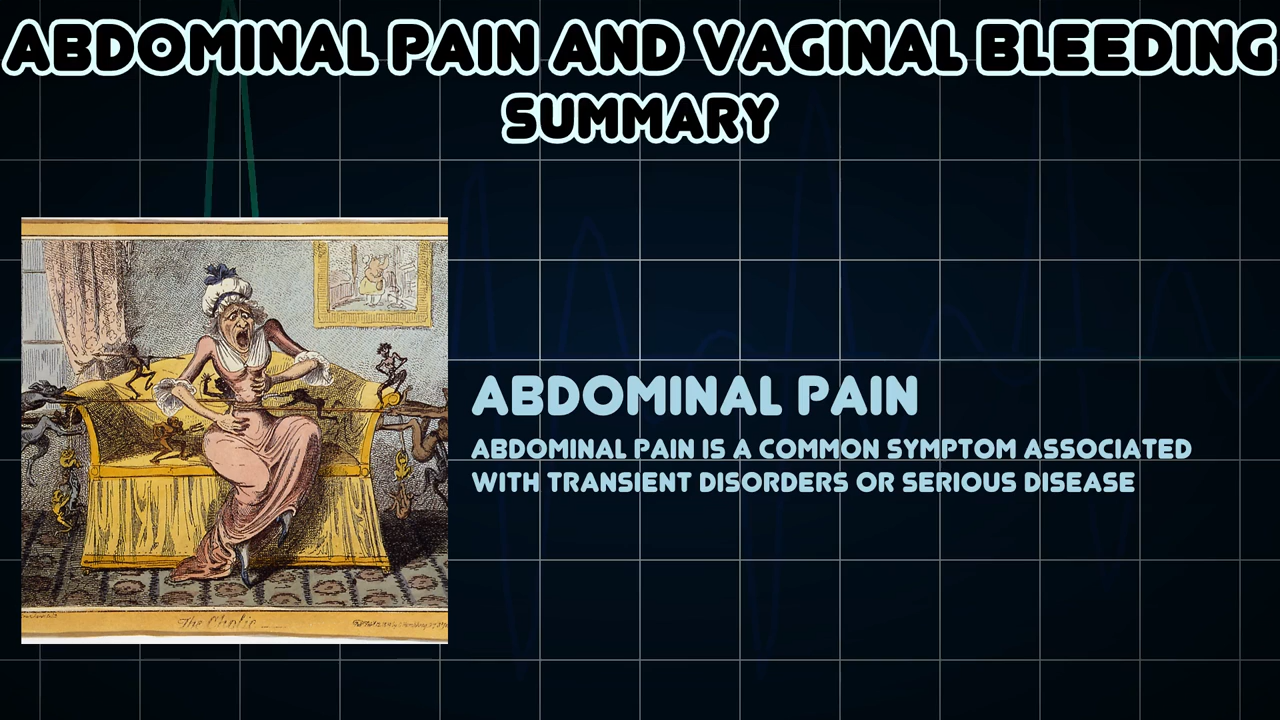 ABDOMINAL PAIN AND VAGINAL BLEEDING
SUMMARY
ABDOMINAL PAIN
ABDOMINAL PAIN IS A COMMON SYMPTOM ASSOCIATED
WITH TRANSIENT DISORDERS OR SERIOUS DISEASE
The Cholic